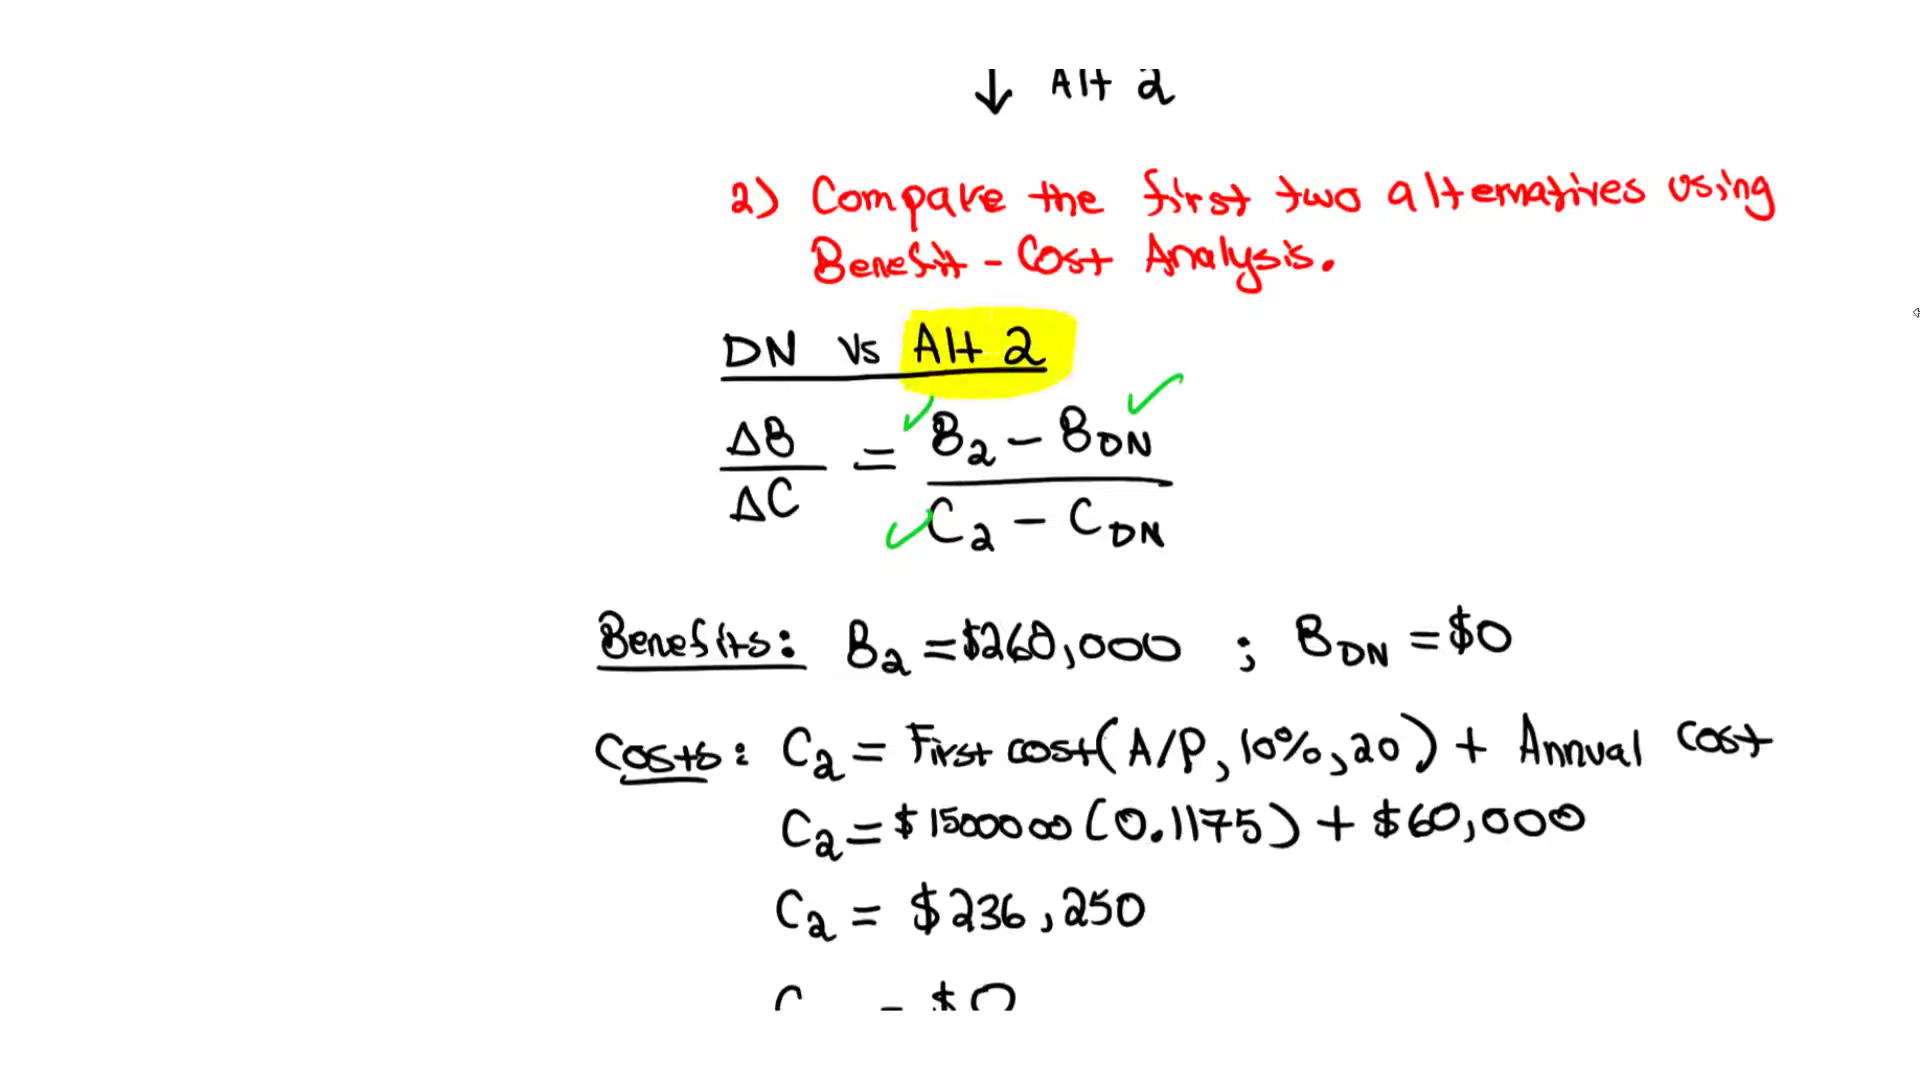 ↓ Alt 2
2) Compare the first two alternatives using
Benefit - Cost Analysis.
DN Vs Alt 2
ΔB/ΔC = (B2 - BDN)/(C2 - CDN)
Benefits: B2 = $260,000 ; BDN = $0
Costs: C2 = First cost(A/P, 10%, 20) + Annual Cost
C2 = $1500000(0.1175) + $60,000
C2 = $236,250
C = $0